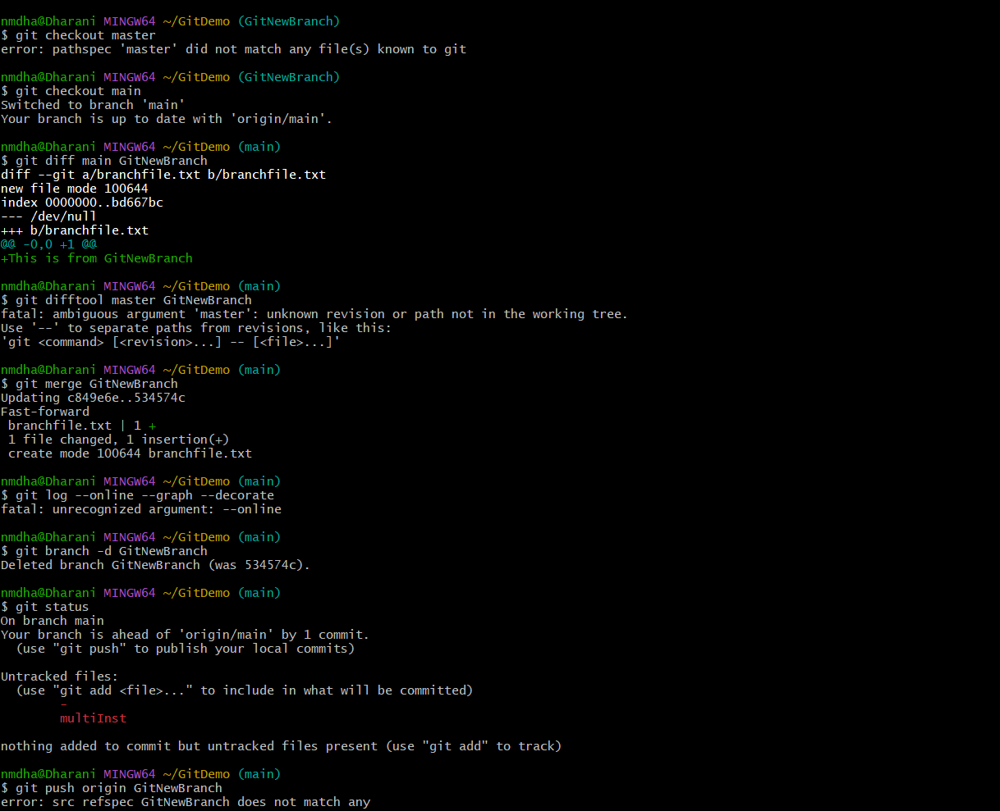 nmdha@Dharani MINGW64 ~/GitDemo (GitNewBranch)
$ git checkout master
error: pathspec 'master' did not match any file(s) known to git

nmdha@Dharani MINGW64 ~/GitDemo (GitNewBranch)
$ git checkout main
Switched to branch 'main'
Your branch is up to date with 'origin/main'.

nmdha@Dharani MINGW64 ~/GitDemo (main)
$ git diff main GitNewBranch
diff --git a/branchfile.txt b/branchfile.txt
new file mode 100644
index 0000000..bd667bc
--- /dev/null
+++ b/branchfile.txt
@@ -0,0 +1 @@
+This is from GitNewBranch

nmdha@Dharani MINGW64 ~/GitDemo (main)
$ git difftool master GitNewBranch
fatal: ambiguous argument 'master': unknown revision or path not in the working tree.
Use '--' to separate paths from revisions, like this:
'git <command> [<revision>...] -- [<file>...]'

nmdha@Dharani MINGW64 ~/GitDemo (main)
$ git merge GitNewBranch
Updating c849e6e..534574c
Fast-forward
 branchfile.txt | 1 +
 1 file changed, 1 insertion(+)
 create mode 100644 branchfile.txt

nmdha@Dharani MINGW64 ~/GitDemo (main)
$ git log --online --graph --decorate
fatal: unrecognized argument: --online

nmdha@Dharani MINGW64 ~/GitDemo (main)
$ git branch -d GitNewBranch
Deleted branch GitNewBranch (was 534574c).

nmdha@Dharani MINGW64 ~/GitDemo (main)
$ git status
On branch main
Your branch is ahead of 'origin/main' by 1 commit.
  (use "git push" to publish your local commits)

Untracked files:
  (use "git add <file>..." to include in what will be committed)
        -
        multiInst

nothing added to commit but untracked files present (use "git add" to track)

nmdha@Dharani MINGW64 ~/GitDemo (main)
$ git push origin GitNewBranch
error: src refspec GitNewBranch does not match any